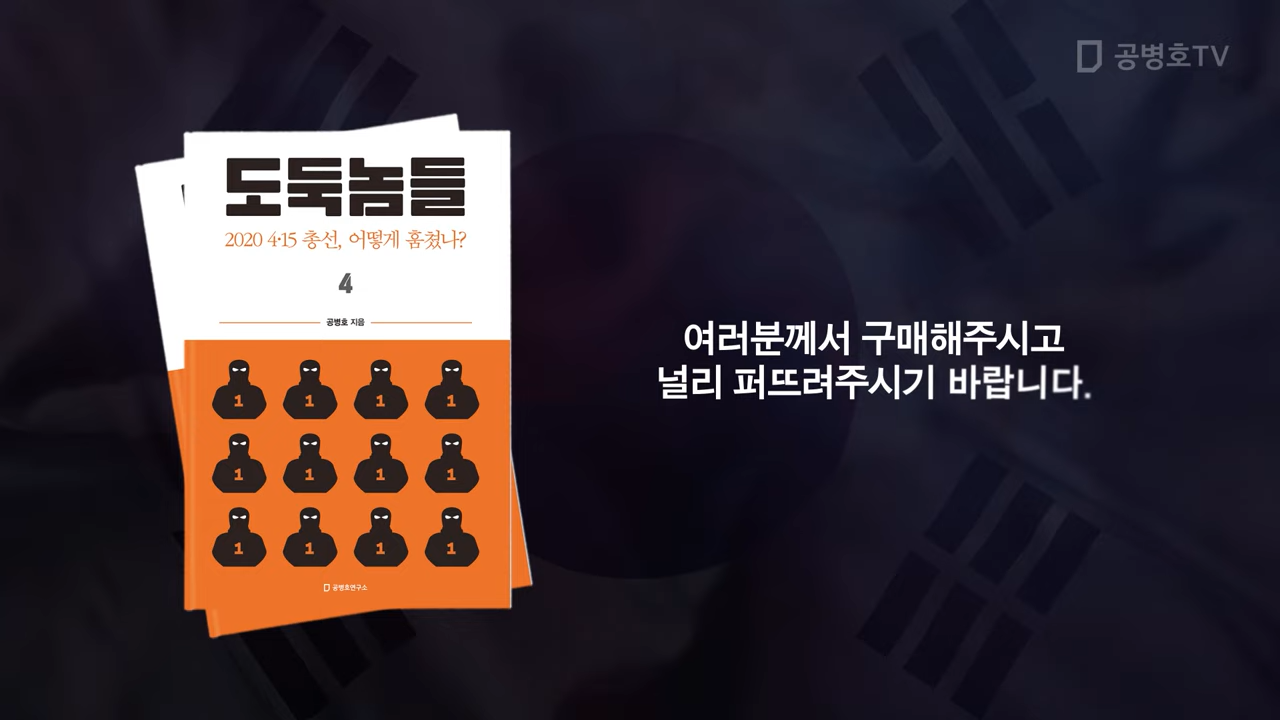 공병호TV
도둑놈들
2020 4·15 총선, 어떻게 훔쳤나?
4
공병호 지음
1 1 1 1
1 1 1 1
1 1 1 1
공병호연구소
여러분께서 구매해주시고
널리 퍼뜨려주시기 바랍니다.